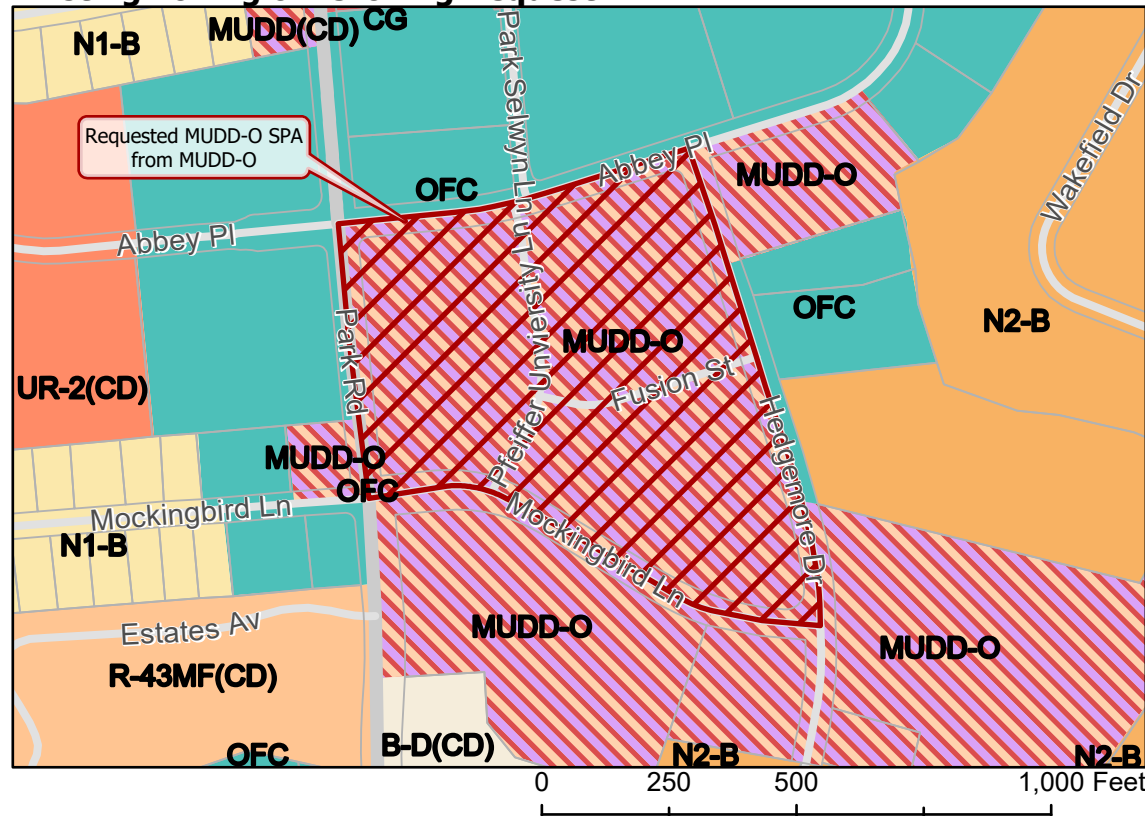 N1-B
MUDD(CD)
CG
Park Selwyn Ln
Wakefield Dr
Requested MUDD-O SPA
from MUDD-O
OFC
Abbey Pl
MUDD-O
Abbey Pl
Pfeiffer University Ln
Park Rd
MUDD-O
OFC
N2-B
Fusion St
UR-2(CD)
Hedgemore Dr
MUDD-O
OFC
Mockingbird Ln
Mockingbird Ln
N1-B
Estates Av
MUDD-O
MUDD-O
R-43MF(CD)
OFC
B-D(CD)
N2-B
N2-B
0
250
500
1,000 Feet